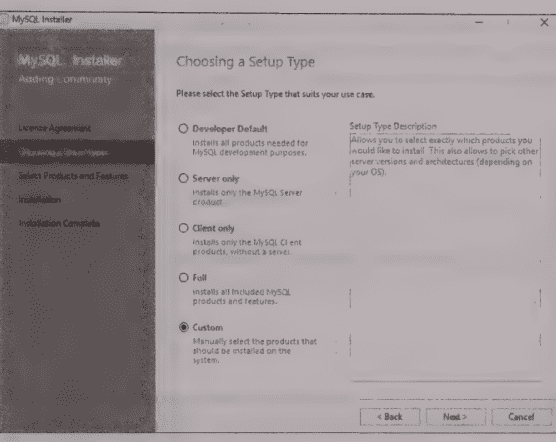 MySQL Installer
MySQL Installer
Adding Community
License Agreement
Choosing a Setup Type
Select Products and Features
Installation
Installation Complete
Choosing a Setup Type
Please select the Setup Type that suits your use case.
Developer Default
Installs all products needed for
MySQL development purposes.
Server only
Installs only the MySQL Server
product.
Client only
Installs only the MySQL Client
products, without a server.
Full
Installs all included MySQL
products and features.
Custom
Manually select the products that
should be installed on the
system.
Setup Type Description
Allows you to select exactly which products you
would like to install. This also allows to pick other
server versions and architectures (depending on
your OS).
< Back
Next >
Cancel